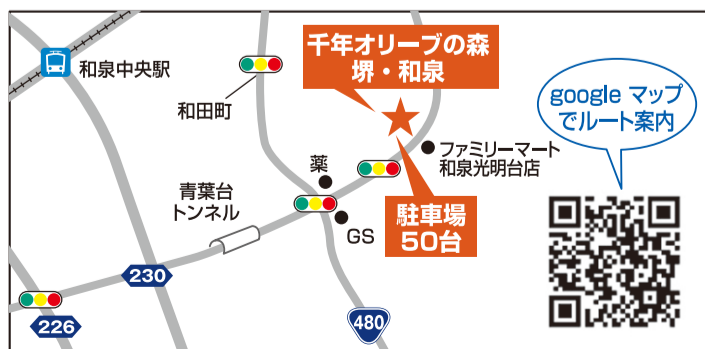 千年オリーブの森
堺・和泉
和泉中央駅
和田町
google マップ
でルート案内
ファミリーマート
和泉光明台店
薬
青葉台
トンネル
駐車場
50台
GS
230
226
480